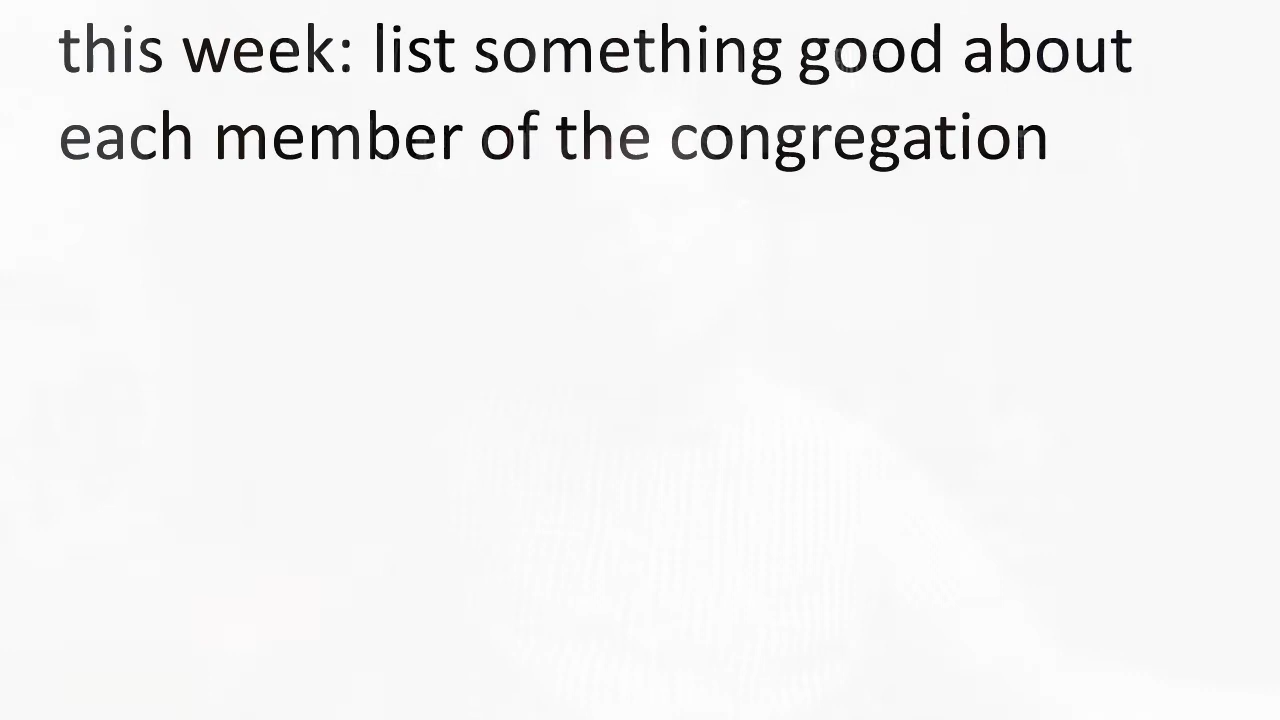 this week: list something good about
each member of the congregation